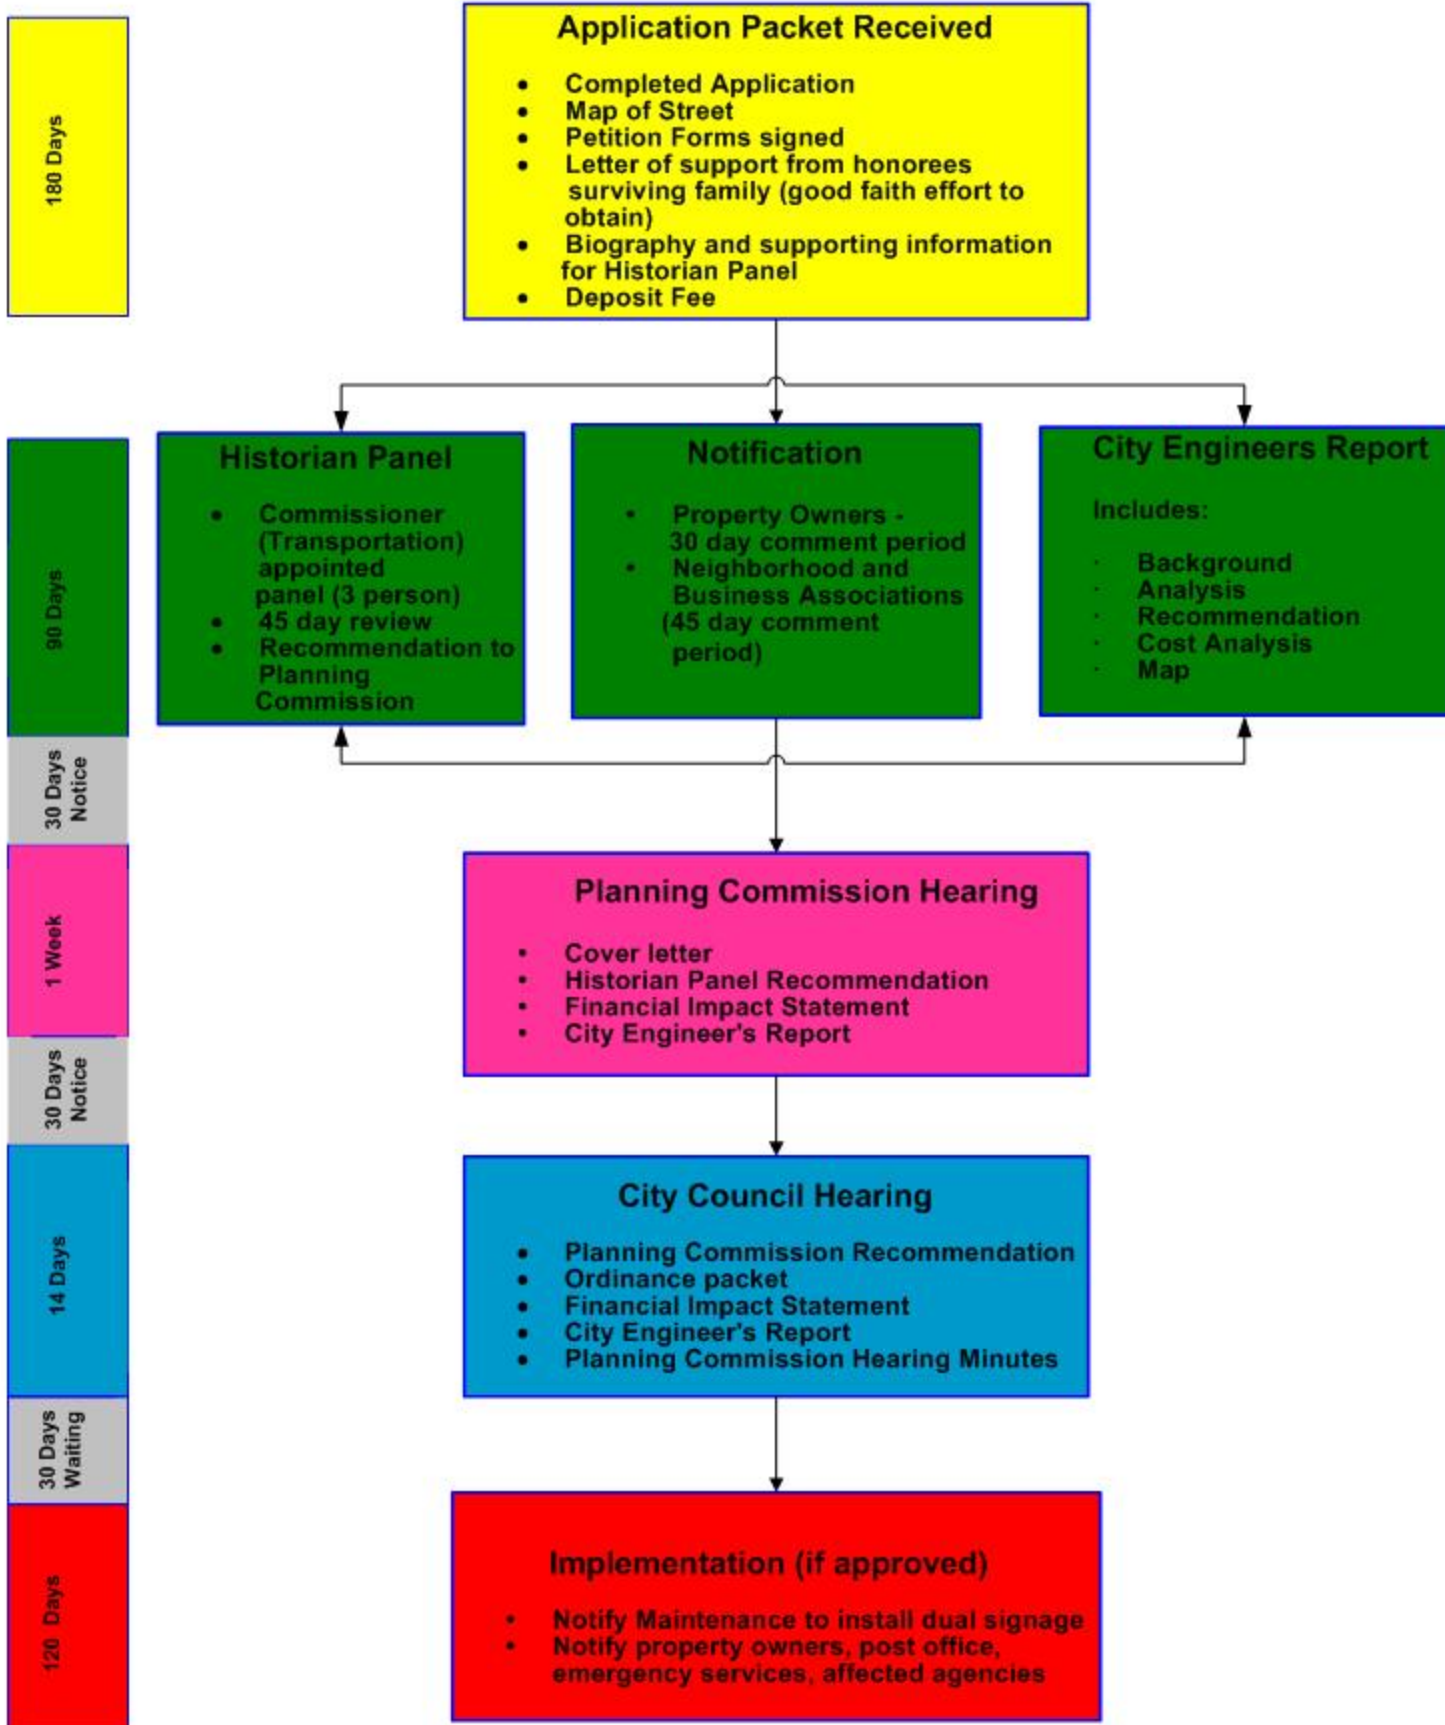 180 Days
Application Packet Received
• Completed Application
• Map of Street
• Petition Forms signed
• Letter of support from honorees
surviving family (good faith effort to
obtain)
• Biography and supporting information
for Historian Panel
• Deposit Fee
90 Days
Historian Panel
• Commissioner
(Transportation)
appointed
panel (3 person)
• 45 day review
• Recommendation to
Planning
Commission
Notification
• Property Owners -
30 day comment period
• Neighborhood and
Business Associations
(45 day comment
period)
City Engineers Report
Includes:
· Background
· Analysis
· Recommendation
· Cost Analysis
· Map
30 Days
Notice
1 Week
Planning Commission Hearing
• Cover letter
• Historian Panel Recommendation
• Financial Impact Statement
• City Engineer's Report
30 Days
Notice
14 Days
City Council Hearing
• Planning Commission Recommendation
• Ordinance packet
• Financial Impact Statement
• City Engineer's Report
• Planning Commission Hearing Minutes
30 Days
Waiting
120 Days
Implementation (if approved)
• Notify Maintenance to install dual signage
• Notify property owners, post office,
emergency services, affected agencies